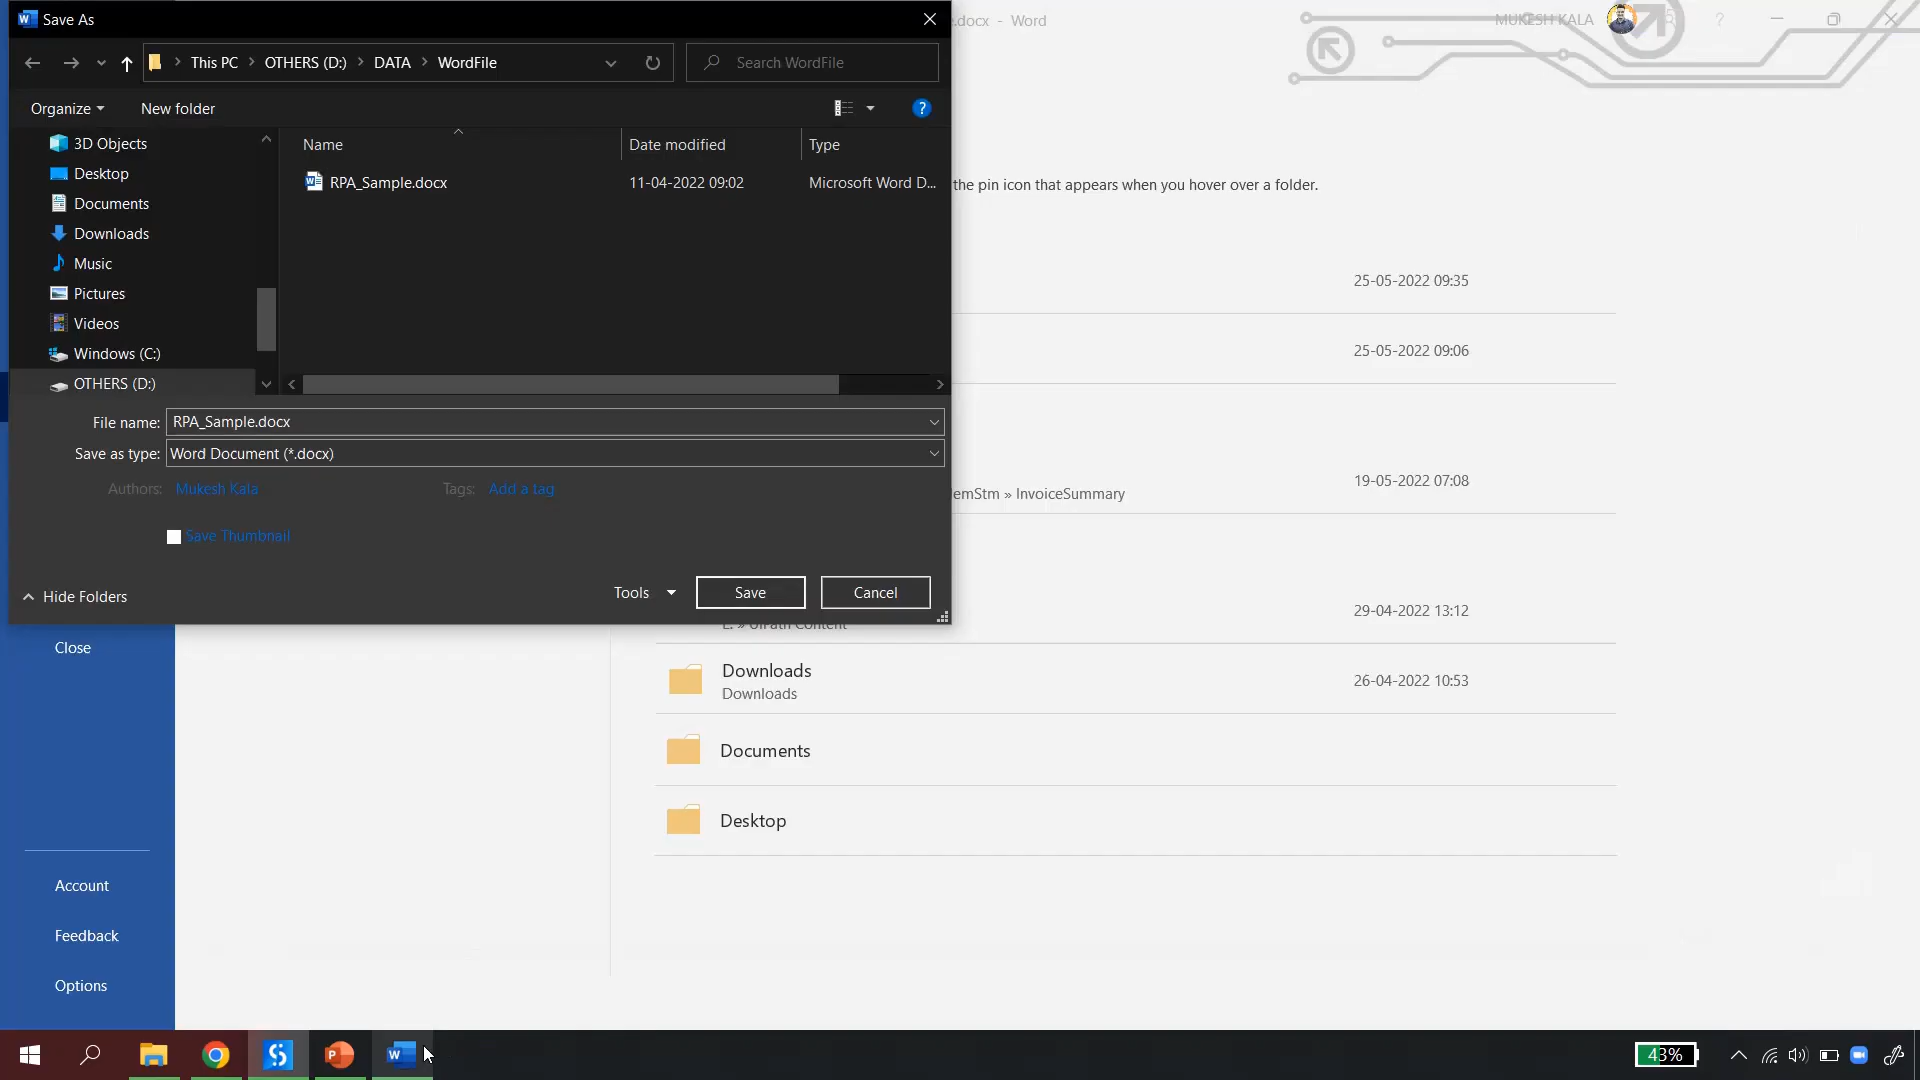 Save As
.docx - Word
MUKESH KALA
This PC > OTHERS (D:) > DATA > WordFile
Search WordFile
Organize
New folder
3D Objects
Desktop
Documents
Downloads
Music
Pictures
Videos
Windows (C:)
OTHERS (D:)
Name
Date modified
Type
RPA_Sample.docx
11-04-2022 09:02
Microsoft Word D...
File name: RPA_Sample.docx
Save as type: Word Document (*.docx)
Authors: Mukesh Kala
Tags: Add a tag
Save Thumbnail
Hide Folders
Tools
Save
Cancel
the pin icon that appears when you hover over a folder.
25-05-2022 09:35
25-05-2022 09:06
» InvoiceSummary
19-05-2022 07:08
29-04-2022 13:12
Downloads
Downloads
26-04-2022 10:53
Documents
Desktop
Close
Account
Feedback
Options
43%